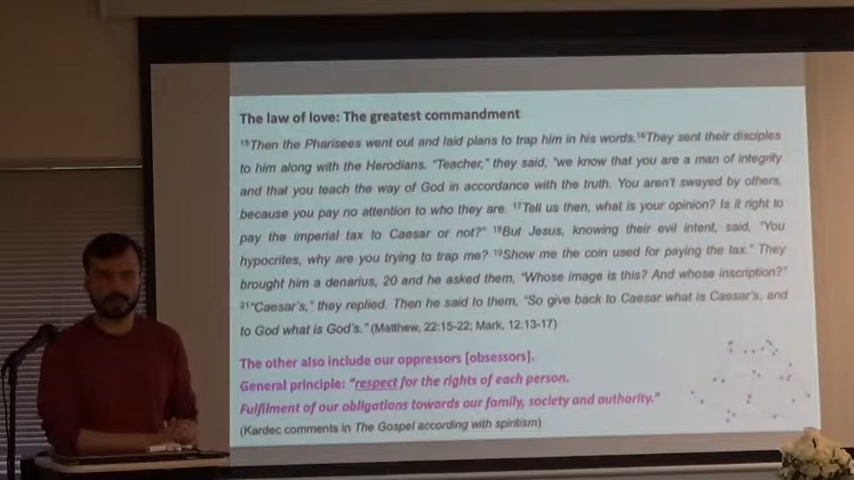 The law of love: The greatest commandment
15Then the Pharisees went out and laid plans to trap him in his words.16They sent their disciples
to him along with the Herodians. “Teacher,” they said, “we know that you are a man of integrity
and that you teach the way of God in accordance with the truth. You aren’t swayed by others,
because you pay no attention to who they are. 17Tell us then, what is your opinion? Is it right to
pay the imperial tax to Caesar or not?” 18But Jesus, knowing their evil intent, said, “You
hypocrites, why are you trying to trap me? 19Show me the coin used for paying the tax.” They
brought him a denarius, 20 and he asked them, “Whose image is this? And whose inscription?”
21“Caesar’s,” they replied. Then he said to them, “So give back to Caesar what is Caesar’s, and
to God what is God’s.” (Matthew, 22:15-22; Mark, 12:13-17)
The other also include our oppressors [obsessors].
General principle: “respect for the rights of each person.
Fulfilment of our obligations towards our family, society and authority.”
(Kardec comments in The Gospel according with spiritism)